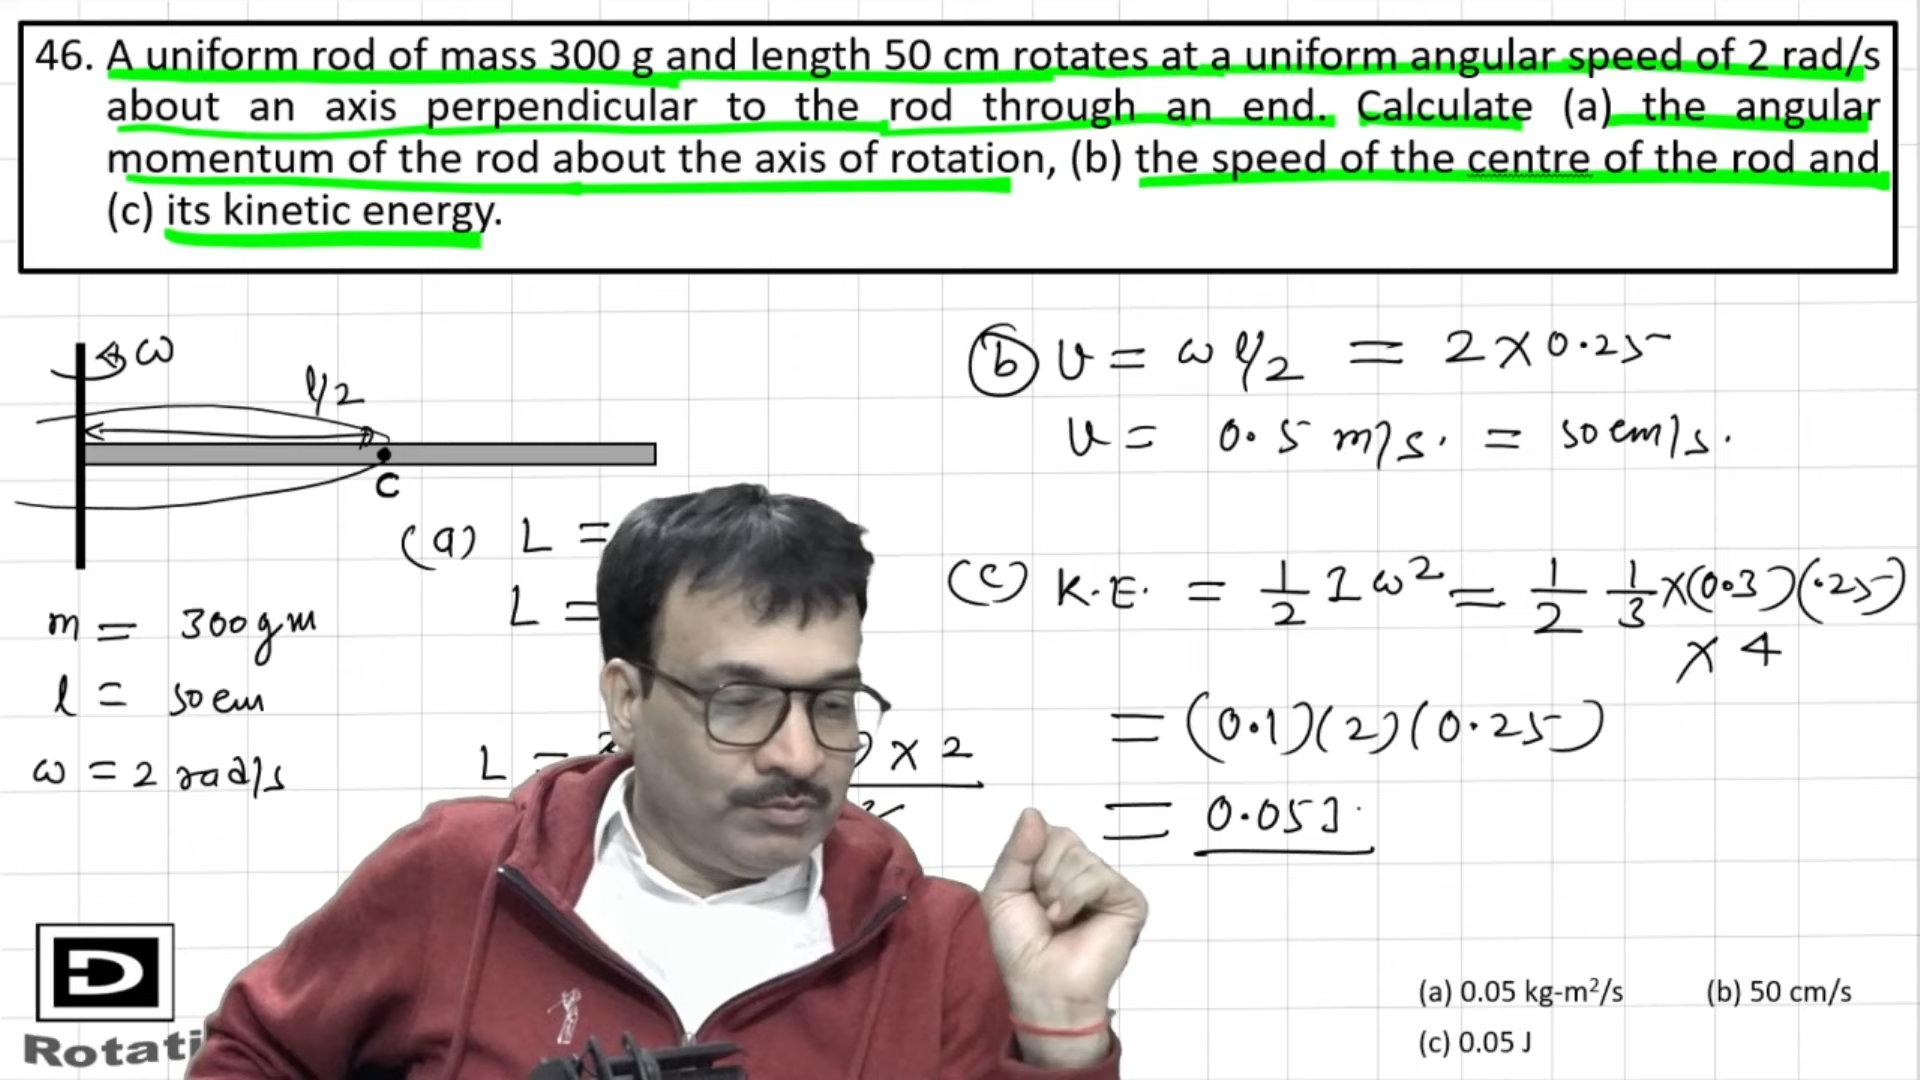 46. A uniform rod of mass 300 g and length 50 cm rotates at a uniform angular speed of 2 rad/s
about an axis perpendicular to the rod through an end. Calculate (a) the angular
momentum of the rod about the axis of rotation, (b) the speed of the centre of the rod and
(c) its kinetic energy.
ω
l/2
C
(a) L =
L =
m = 300gm
l = 50cm
ω = 2 rad/s
L =
x 2
(b) v = ω l/2 = 2 x 0.25
v = 0.5 m/s. = 50cm/s.
(c) K.E. = 1/2 I ω² = 1/2 1/3 x(0.3)(.25)
x 4
= (0.1)(2)(0.25)
= 0.05J.
(a) 0.05 kg-m²/s (b) 50 cm/s
(c) 0.05 J
D
Rotati